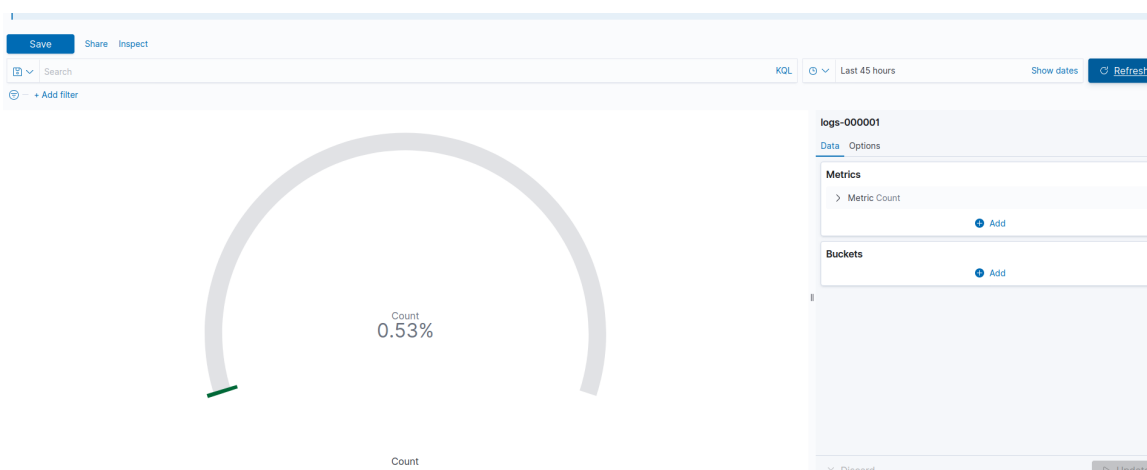 Save Share Inspect
Search KQL Last 45 hours Show dates Refresh
+ Add filter
logs-000001
Data Options
Metrics
Metric Count
Add
Buckets
Add
Count
0.53%
Count